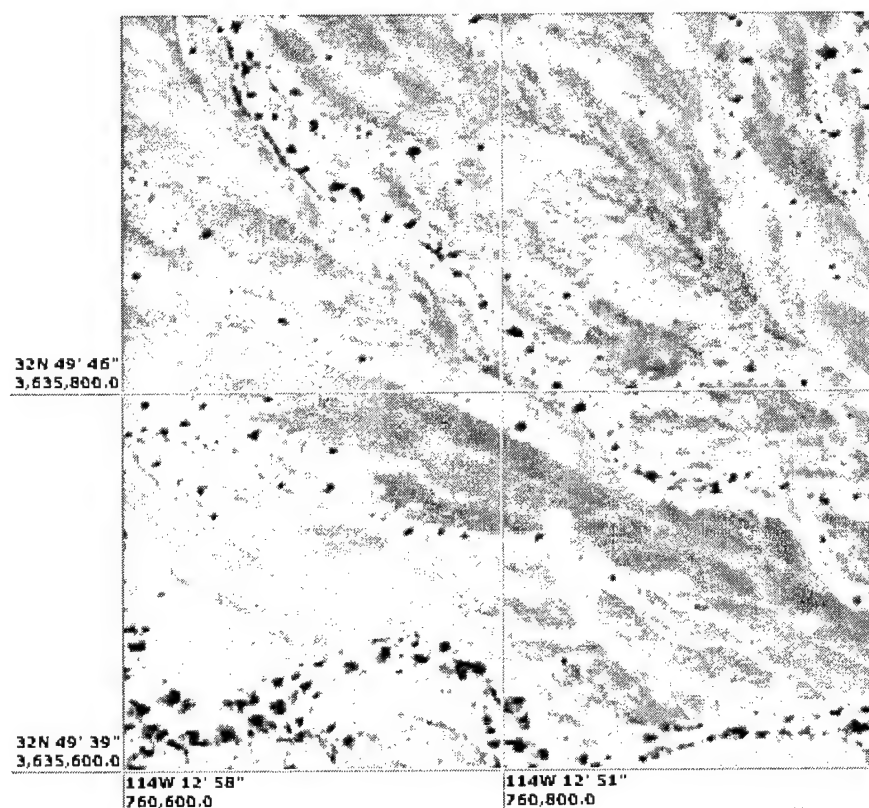 32N 49' 46"
3,635,800.0
32N 49' 39"
3,635,600.0
114W 12' 58"
760,600.0
114W 12' 51"
760,800.0